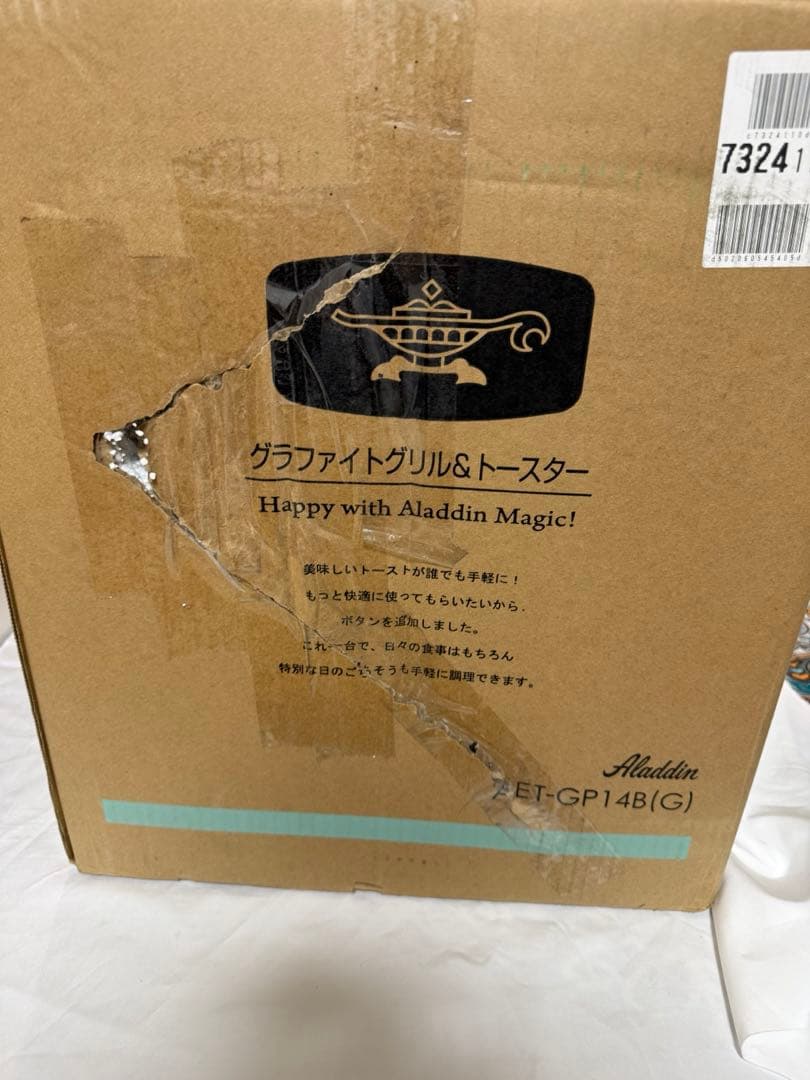 73241
グラファイトグリル&トースター
Happy with Aladdin Magic!
美味しいトーストが誰でも手軽に！
もっと快適に使ってもらいたいから、
ボタンを追加しました。
これ一台で、日々の食事はもちろん
特別な日のごちそうも手軽に調理できます。
Aladdin
AET-GP14B(G)